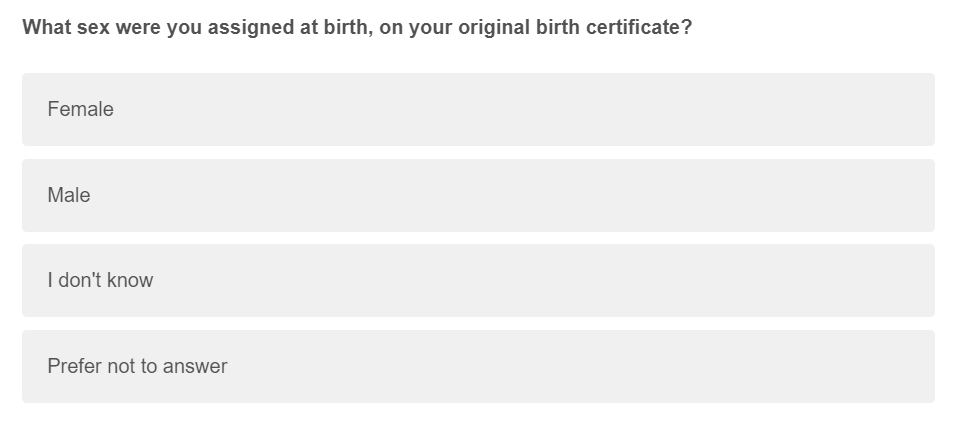 What sex were you assigned at birth, on your original birth certificate?
Female
Male
I don't know
Prefer not to answer